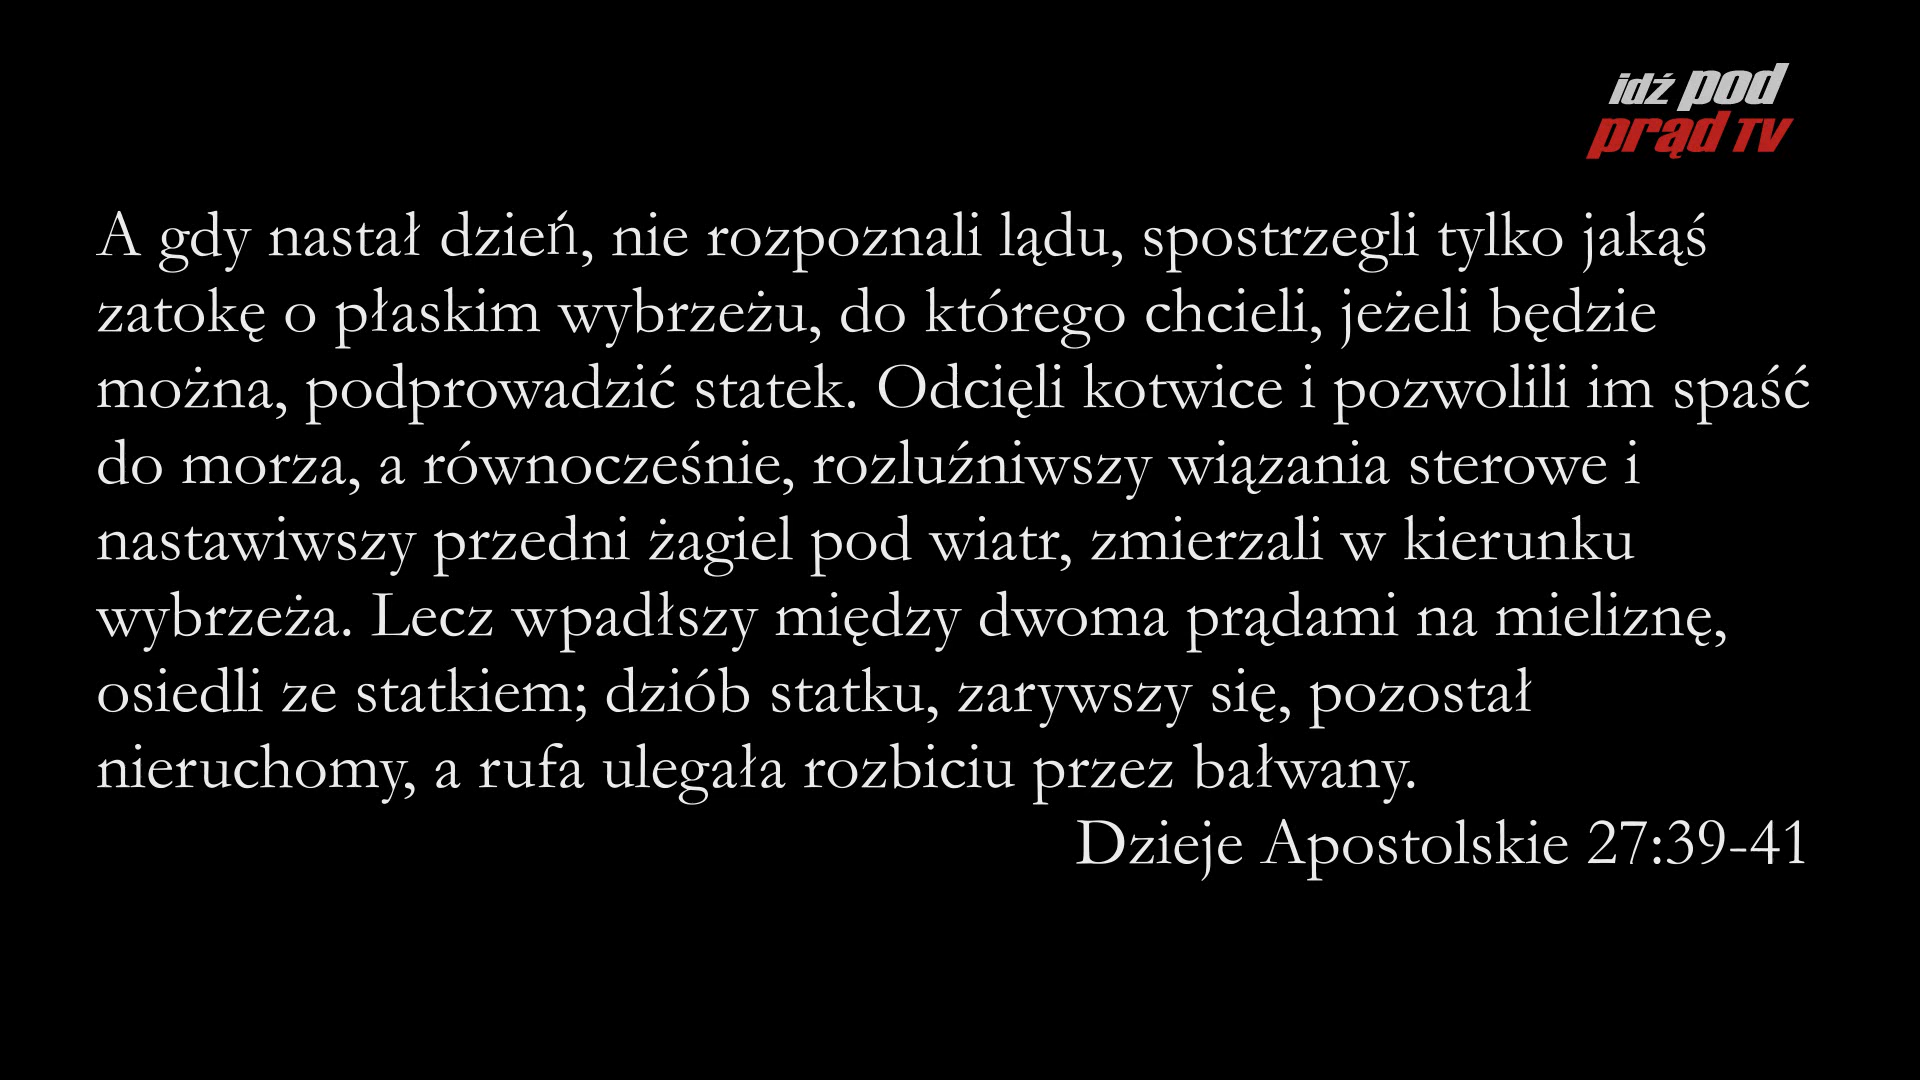 idź pod
prąd TV
A gdy nastał dzień, nie rozpoznali lądu, spostrzegli tylko jakąś
zatokę o płaskim wybrzeżu, do którego chcieli, jeżeli będzie
można, podprowadzić statek. Odcięli kotwice i pozwolili im spaść
do morza, a równocześnie, rozluźniwszy wiązania sterowe i
nastawiwszy przedni żagiel pod wiatr, zmierzali w kierunku
wybrzeża. Lecz wpadłszy między dwoma prądami na mieliznę,
osiedli ze statkiem; dziób statku, zarywszy się, pozostał
nieruchomy, a rufa ulegała rozbiciu przez bałwany.
Dzieje Apostolskie 27:39-41